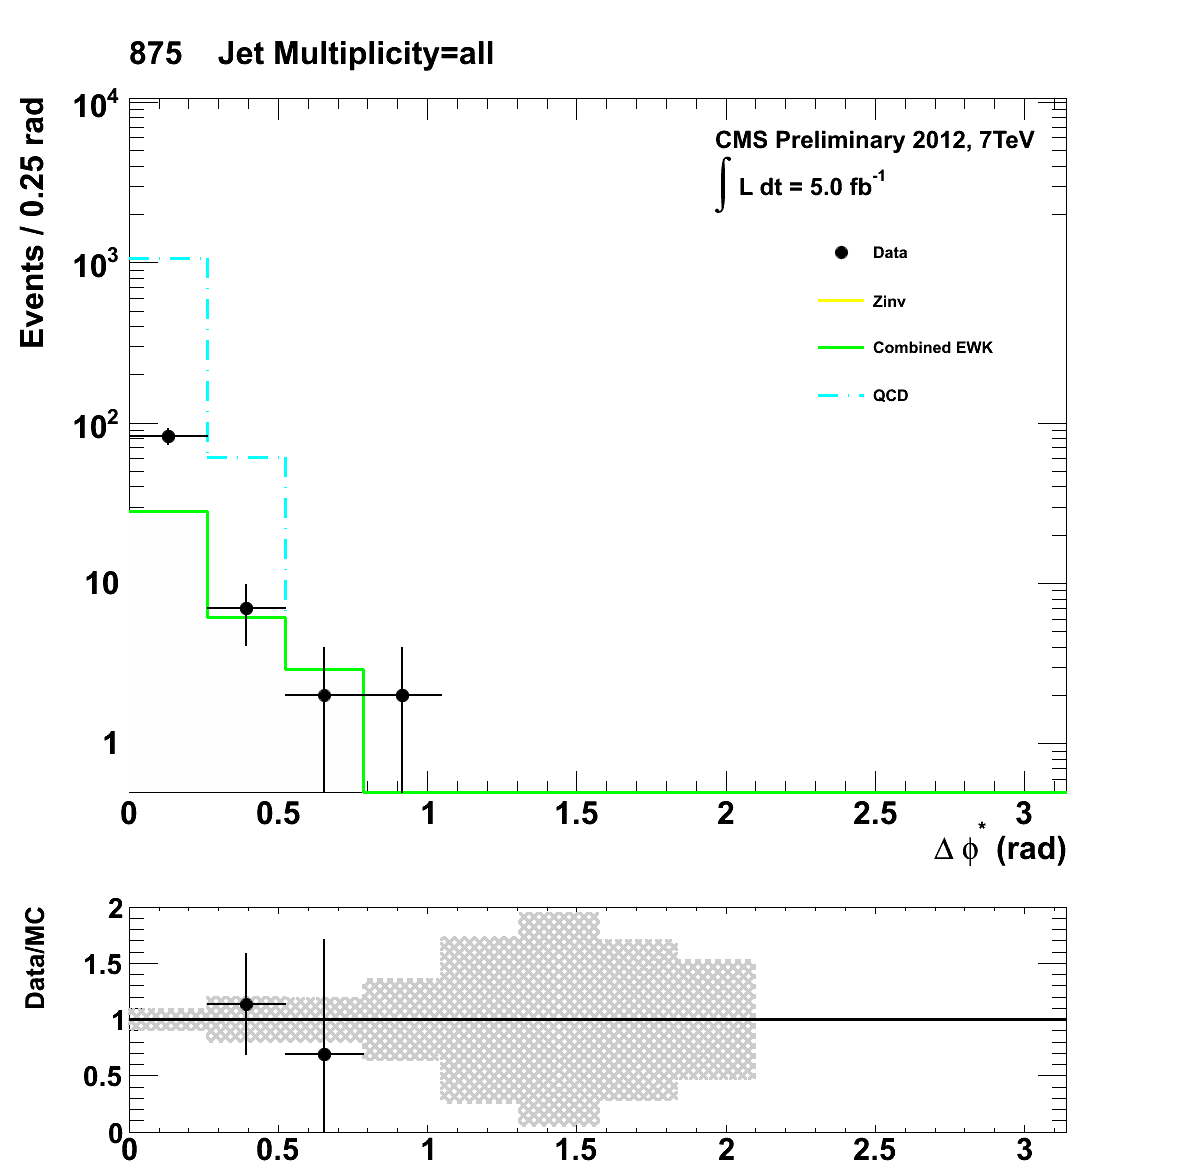 875 Jet Multiplicity=all
Events / 0.25 rad
10^4
10^3
10^2
10
1
CMS Preliminary 2012, 7TeV
∫ L dt = 5.0 fb^-1
Data
Zinv
Combined EWK
QCD
0 0.5 1 1.5 2 2.5 3
Δ ϕ* (rad)
Data/MC
2
1.5
1
0.5
0
0 0.5 1 1.5 2 2.5 3